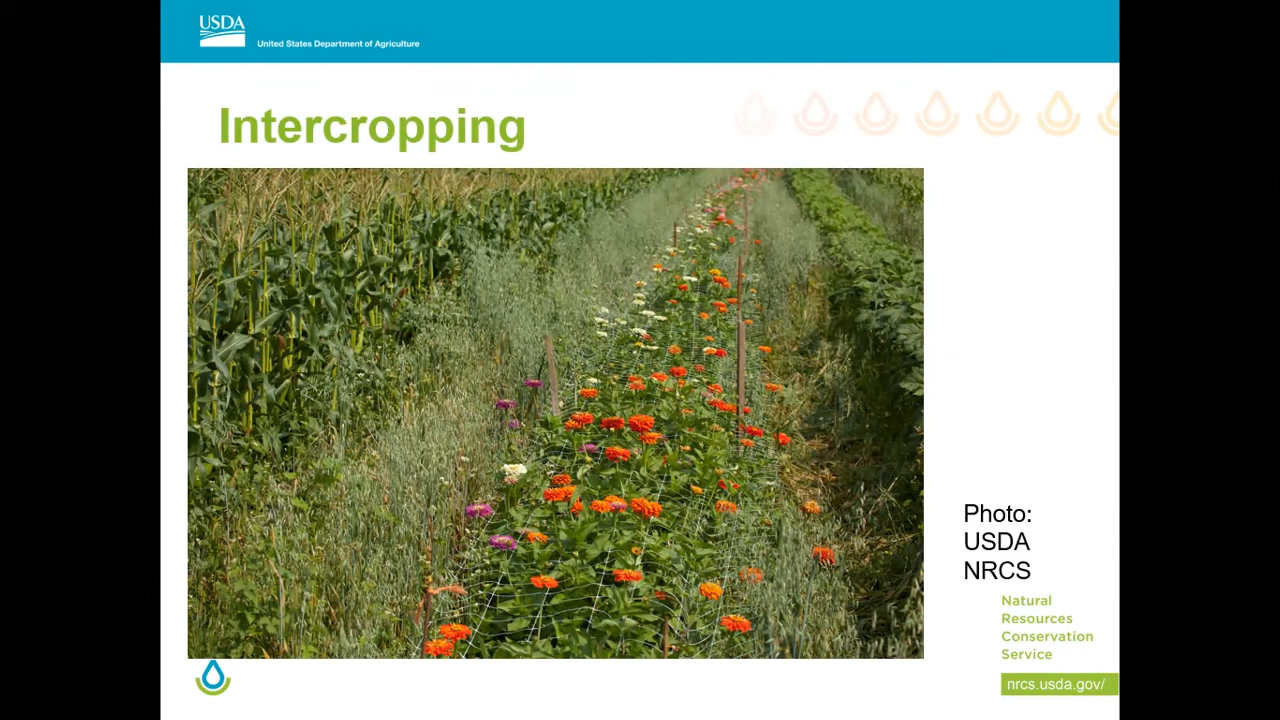 USDA
United States Department of Agriculture
Intercropping
Photo:
USDA
NRCS
Natural
Resources
Conservation
Service
nrcs.usda.gov/